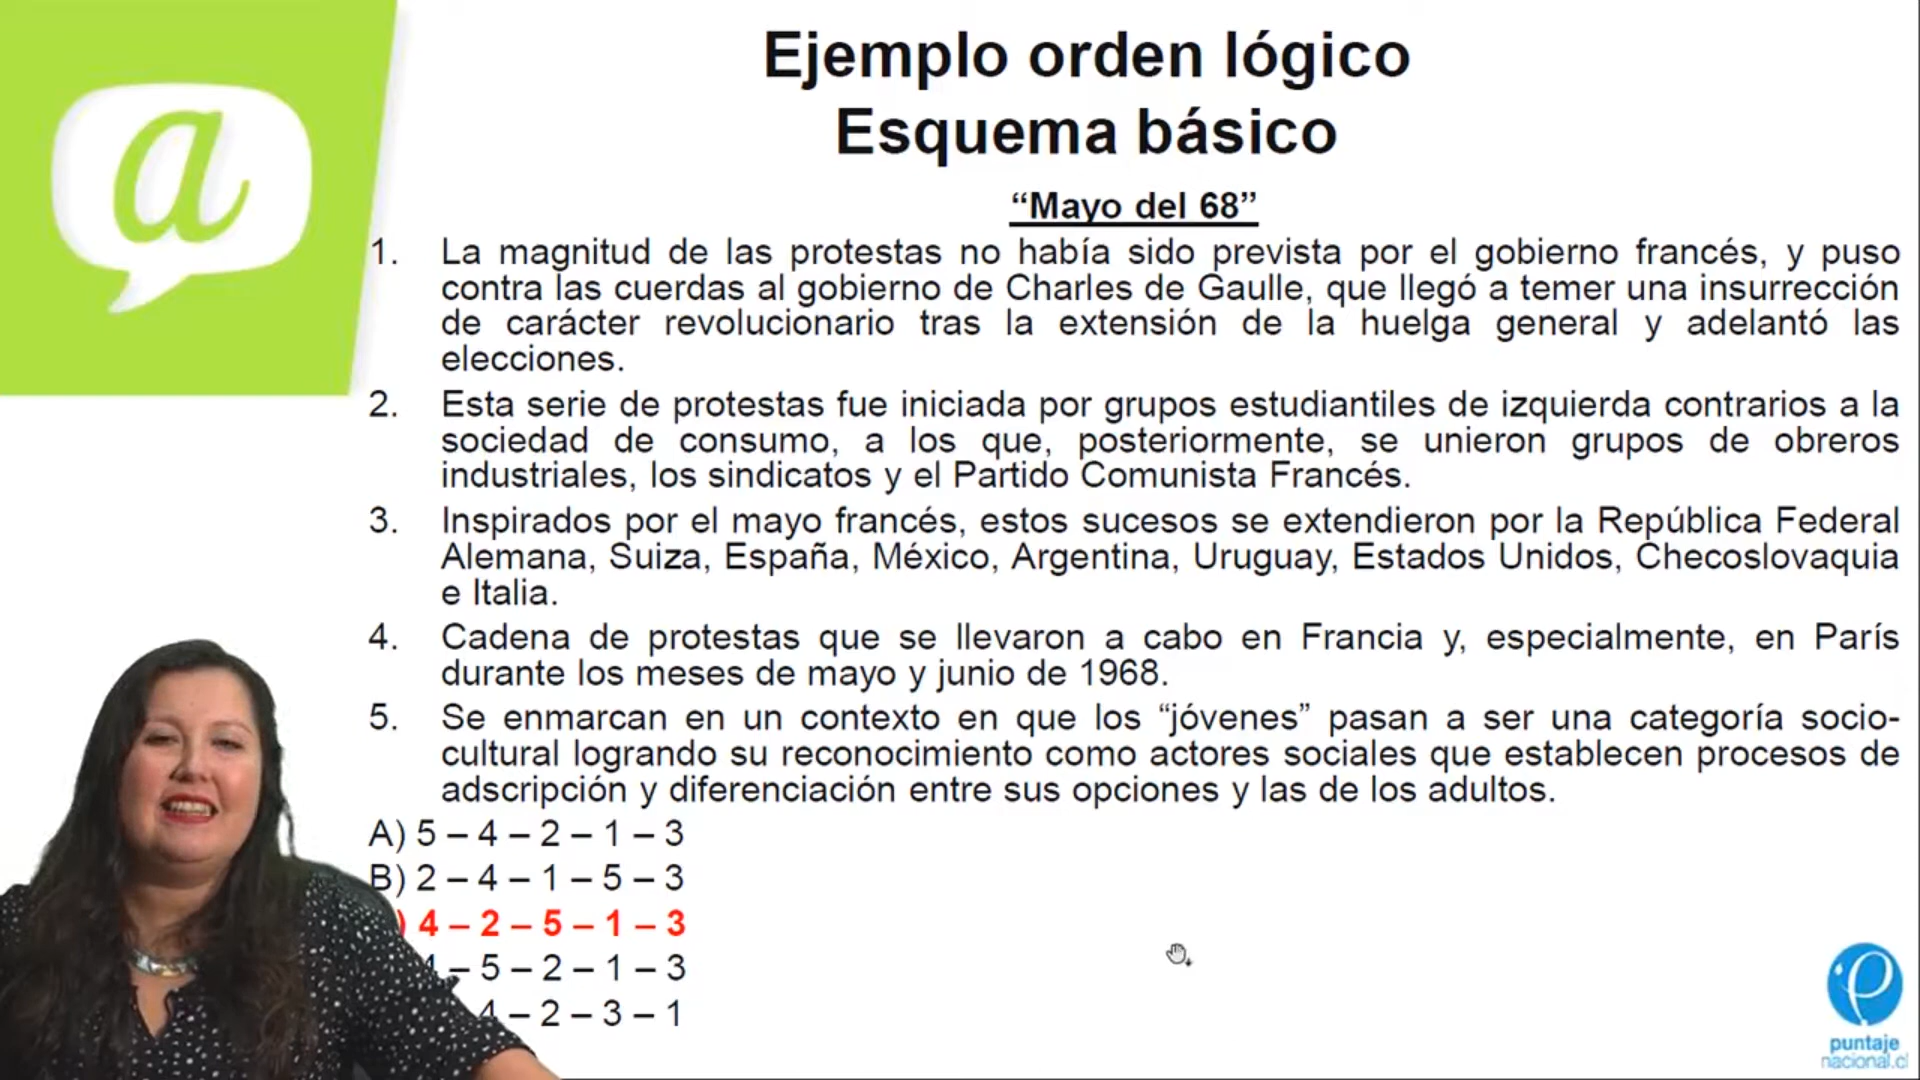 a
Ejemplo orden lógico
Esquema básico
“Mayo del 68”
1. La magnitud de las protestas no había sido prevista por el gobierno francés, y puso
contra las cuerdas al gobierno de Charles de Gaulle, que llegó a temer una insurrección
de carácter revolucionario tras la extensión de la huelga general y adelantó las
elecciones.
2. Esta serie de protestas fue iniciada por grupos estudiantiles de izquierda contrarios a la
sociedad de consumo, a los que, posteriormente, se unieron grupos de obreros
industriales, los sindicatos y el Partido Comunista Francés.
3. Inspirados por el mayo francés, estos sucesos se extendieron por la República Federal
Alemana, Suiza, España, México, Argentina, Uruguay, Estados Unidos, Checoslovaquia
e Italia.
4. Cadena de protestas que se llevaron a cabo en Francia y, especialmente, en París
durante los meses de mayo y junio de 1968.
5. Se enmarcan en un contexto en que los “jóvenes” pasan a ser una categoría socio-
cultural logrando su reconocimiento como actores sociales que establecen procesos de
adscripción y diferenciación entre sus opciones y las de los adultos.
A) 5 – 4 – 2 – 1 – 3
B) 2 – 4 – 1 – 5 – 3
) 4 – 2 – 5 – 1 – 3
– 5 – 2 – 1 – 3
4 – 2 – 3 – 1
puntaje
nacional.cl